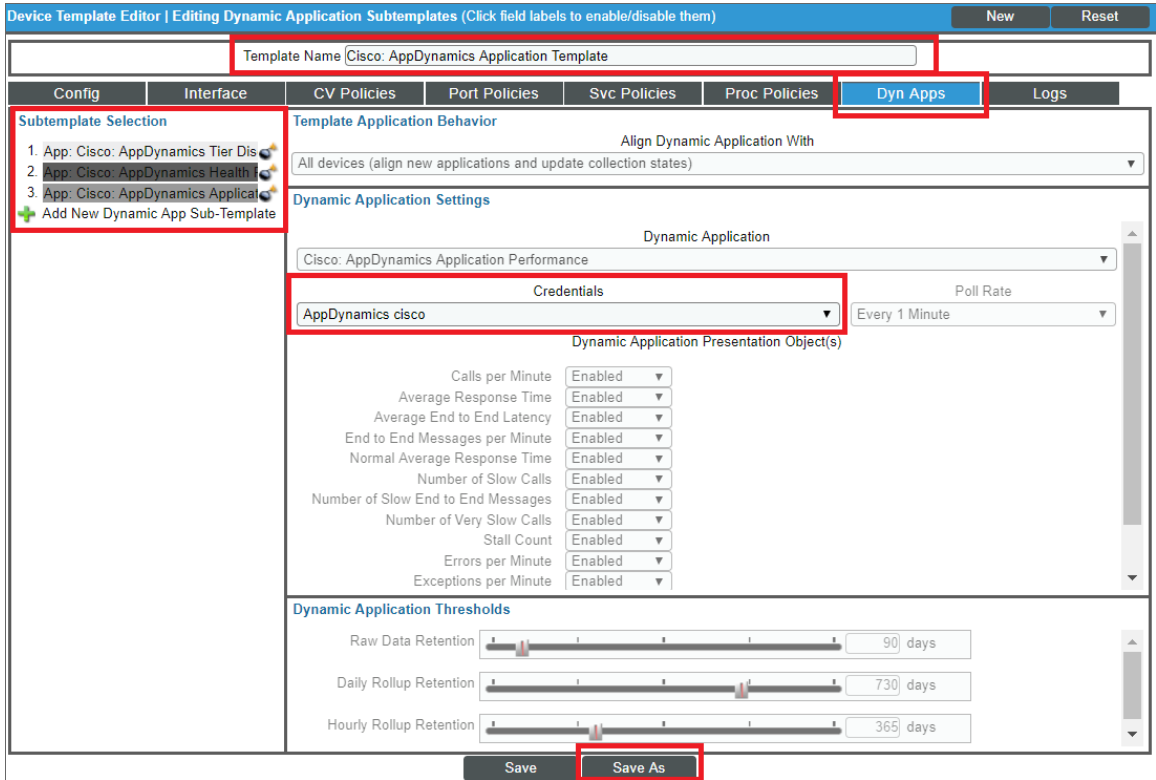 Device Template Editor | Editing Dynamic Application Subtemplates (Click field labels to enable/disable them) New Reset
Template Name Cisco: AppDynamics Application Template
Config Interface CV Policies Port Policies Svc Policies Proc Policies Dyn Apps Logs
Subtemplate Selection
1. App: Cisco: AppDynamics Tier Dis
2. App: Cisco: AppDynamics Health
3. App: Cisco: AppDynamics Applicat
Add New Dynamic App Sub-Template
Template Application Behavior
Align Dynamic Application With
All devices (align new applications and update collection states)
Dynamic Application Settings
Dynamic Application
Cisco: AppDynamics Application Performance
Credentials Poll Rate
AppDynamics cisco Every 1 Minute
Dynamic Application Presentation Object(s)
Calls per Minute Enabled
Average Response Time Enabled
Average End to End Latency Enabled
End to End Messages per Minute Enabled
Normal Average Response Time Enabled
Number of Slow Calls Enabled
Number of Slow End to End Messages Enabled
Number of Very Slow Calls Enabled
Stall Count Enabled
Errors per Minute Enabled
Exceptions per Minute Enabled
Dynamic Application Thresholds
Raw Data Retention 90 days
Daily Rollup Retention 730 days
Hourly Rollup Retention 365 days
Save Save As